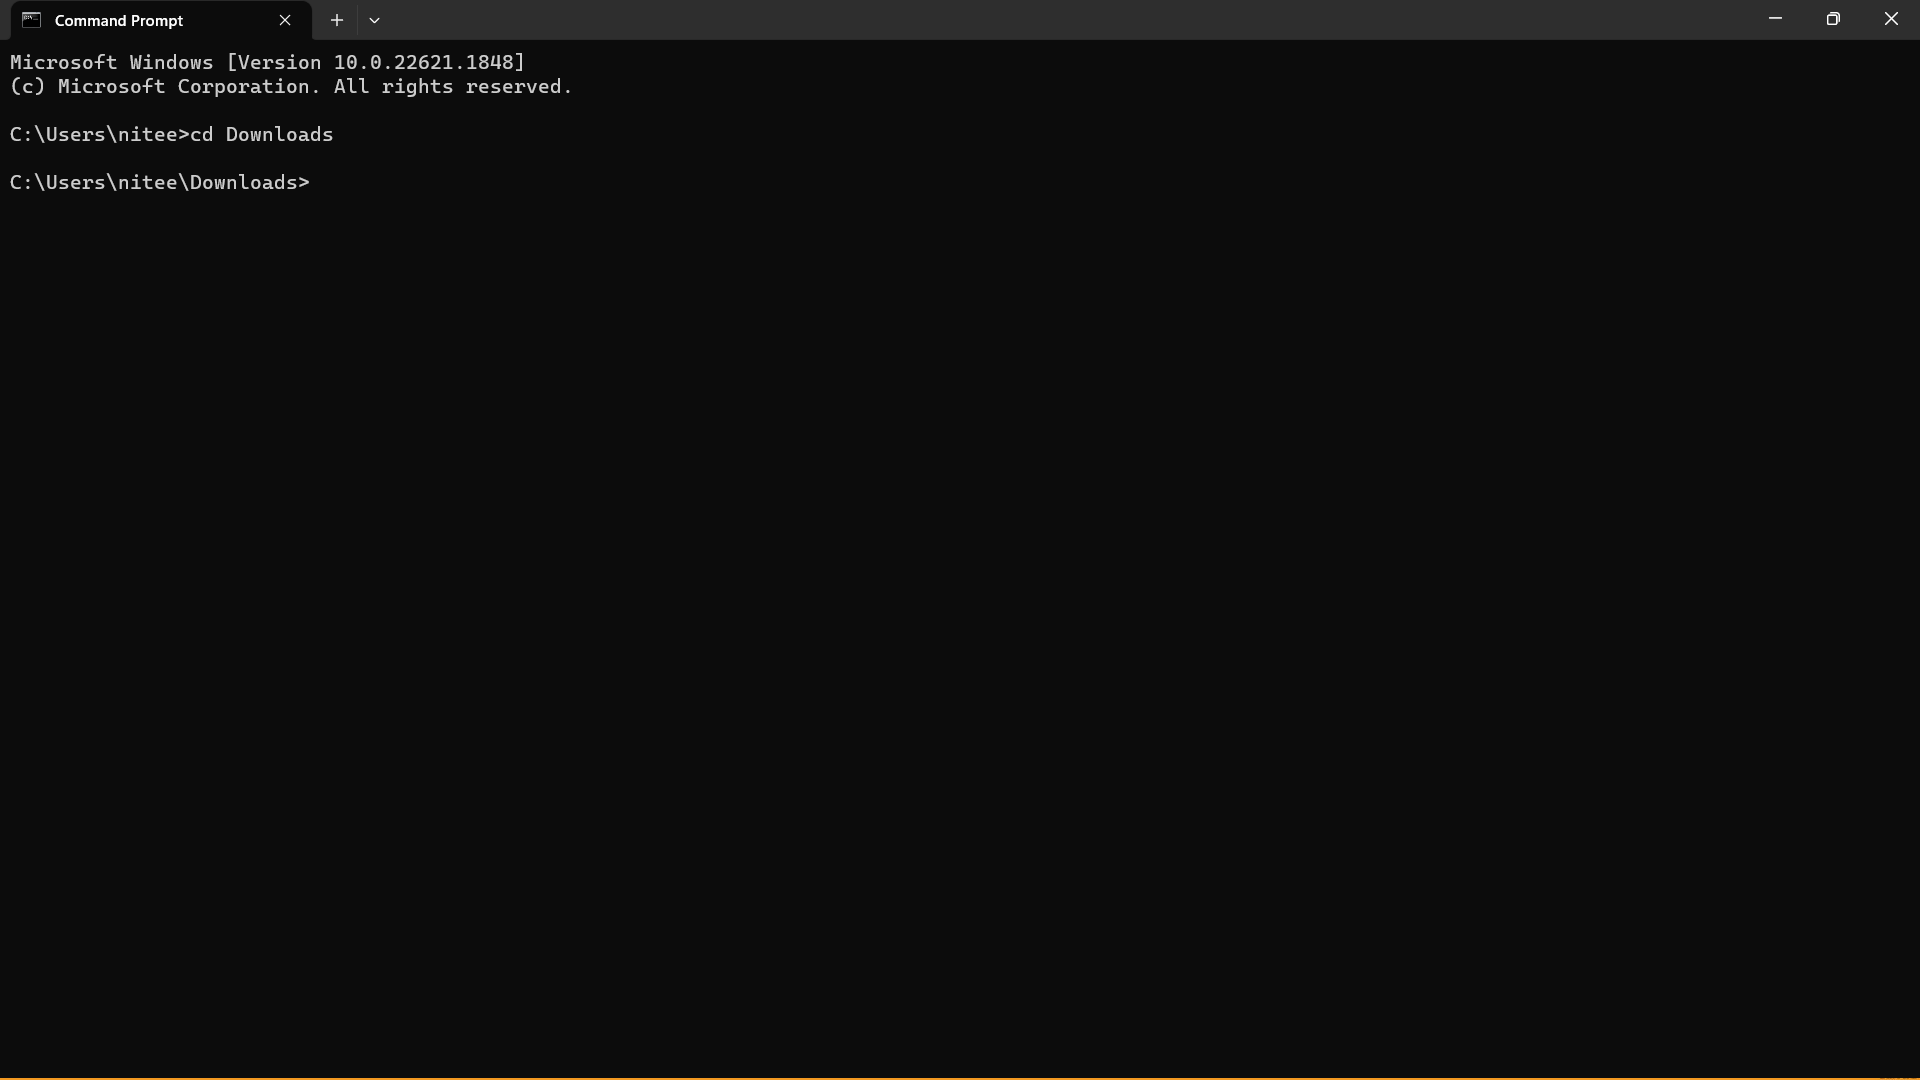 Command Prompt
Microsoft Windows [Version 10.0.22621.1848]
(c) Microsoft Corporation. All rights reserved.
C:\Users\nitee>cd Downloads
C:\Users\nitee\Downloads>